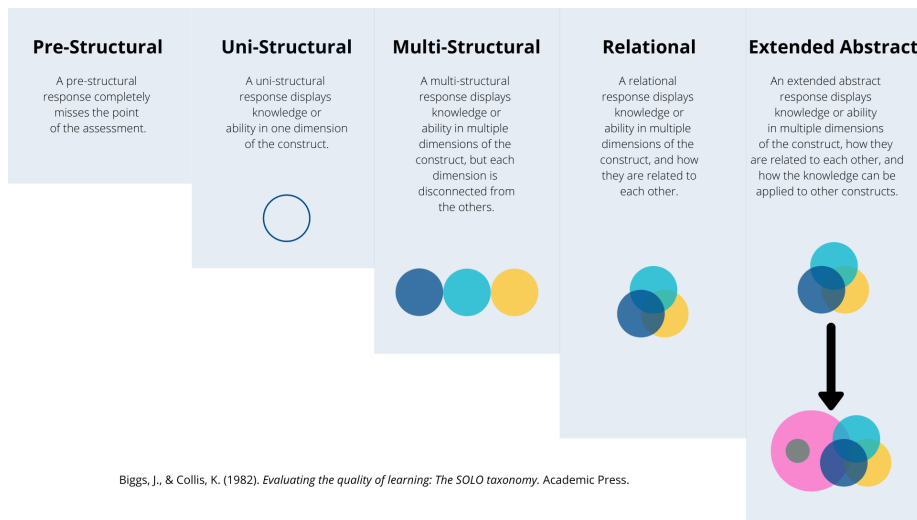 Pre-Structural
A pre-structural
response completely
misses the point
of the assessment.
Uni-Structural
A uni-structural
response displays
knowledge or
ability in one dimension
of the construct.
Multi-Structural
A multi-structural
response displays
knowledge or
ability in multiple
dimensions of the
construct, but each
dimension is
disconnected from
the others.
Relational
A relational
response displays
knowledge or
ability in multiple
dimensions of the
construct, and how
they are related to
each other.
Extended Abstract
An extended abstract
response displays
knowledge or ability
in multiple dimensions
of the construct, how they
are related to each other, and
how the knowledge can be
applied to other constructs.
Biggs, J., & Collis, K. (1982). Evaluating the quality of learning: The SOLO taxonomy. Academic Press.